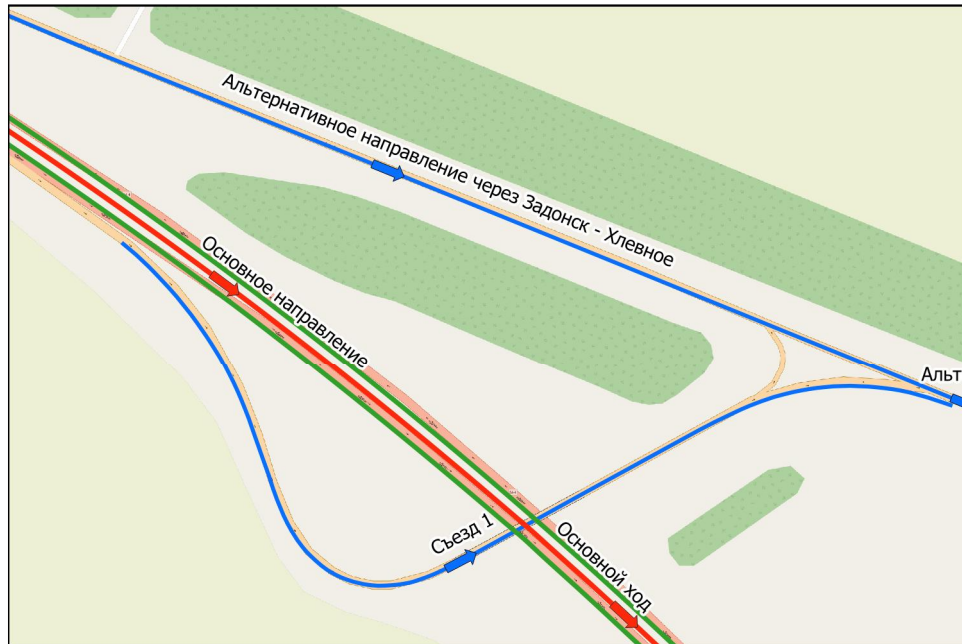 Альтернативное направление через Задонск - Хлевное
Основное направление
Альт
Съезд 1
Основной ход